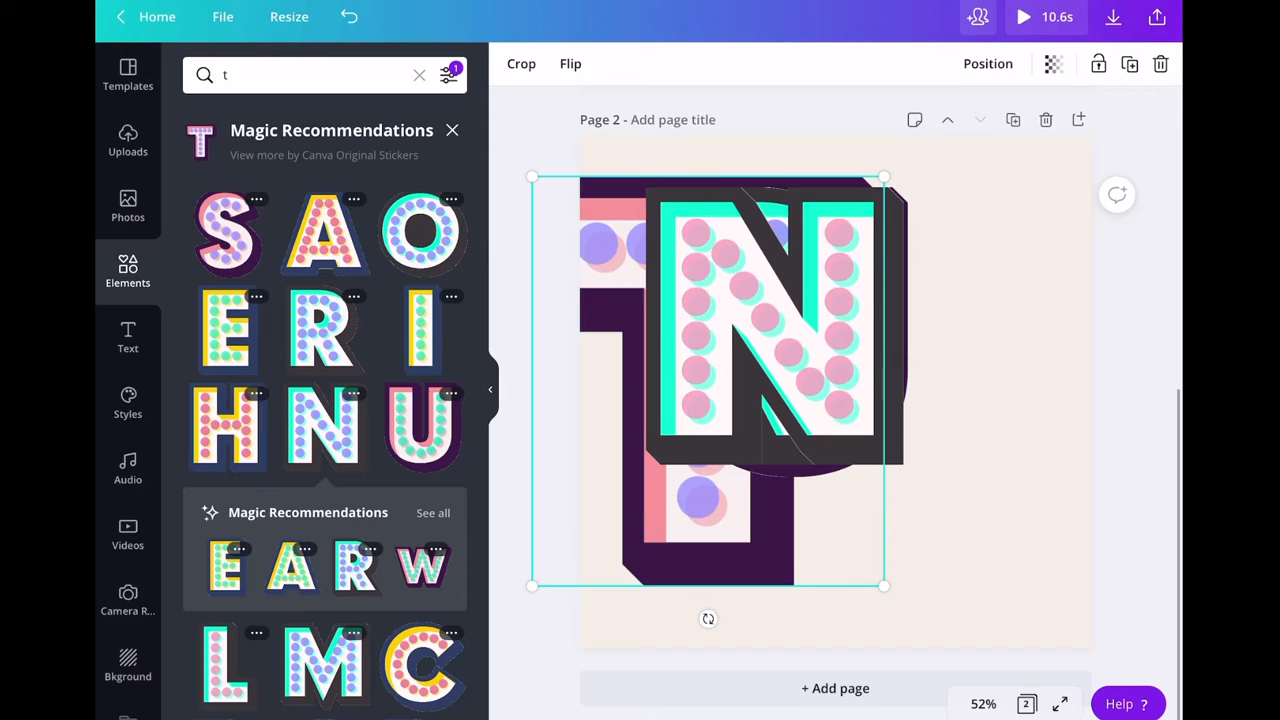 Home File Resize 10.6s
Templates
Uploads
Photos
Elements
Text
Styles
Audio
Videos
Camera R...
Bkground
t
1
T
Magic Recommendations
View more by Canva Original Stickers
S A O
E R I
H N U
Magic Recommendations See all
E A R W
L M C
Crop Flip Position
Page 2 - Add page title
T
N
+ Add page
52% 2 Help ?